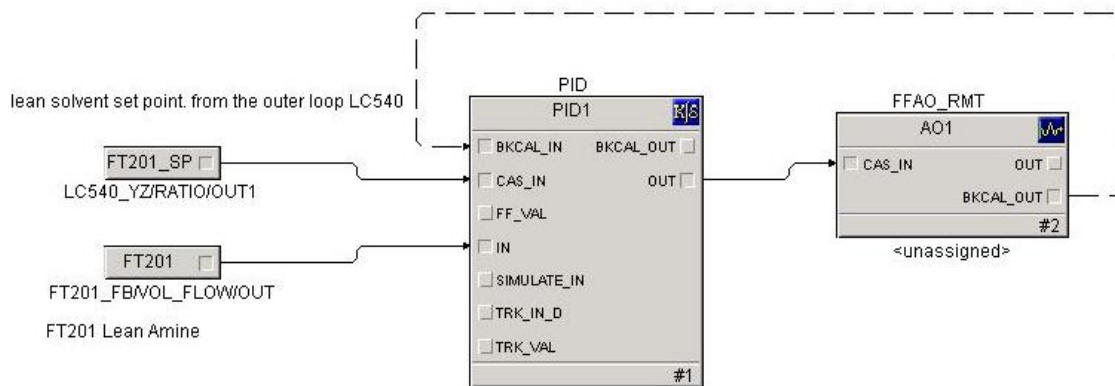 lean solvent set point. from the outer loop LC540
FT201_SP
LC540_YZ/RATIO/OUT1
FT201
FT201_FB/VOL_FLOW/OUT
FT201 Lean Amine
PID
PID1
K|S
BKCAL_IN
BKCAL_OUT
CAS_IN
OUT
FF_VAL
IN
SIMULATE_IN
TRK_IN_D
TRK_VAL
#1
FFAO_RMT
AO1
CAS_IN
OUT
BKCAL_OUT
#2
<unassigned>